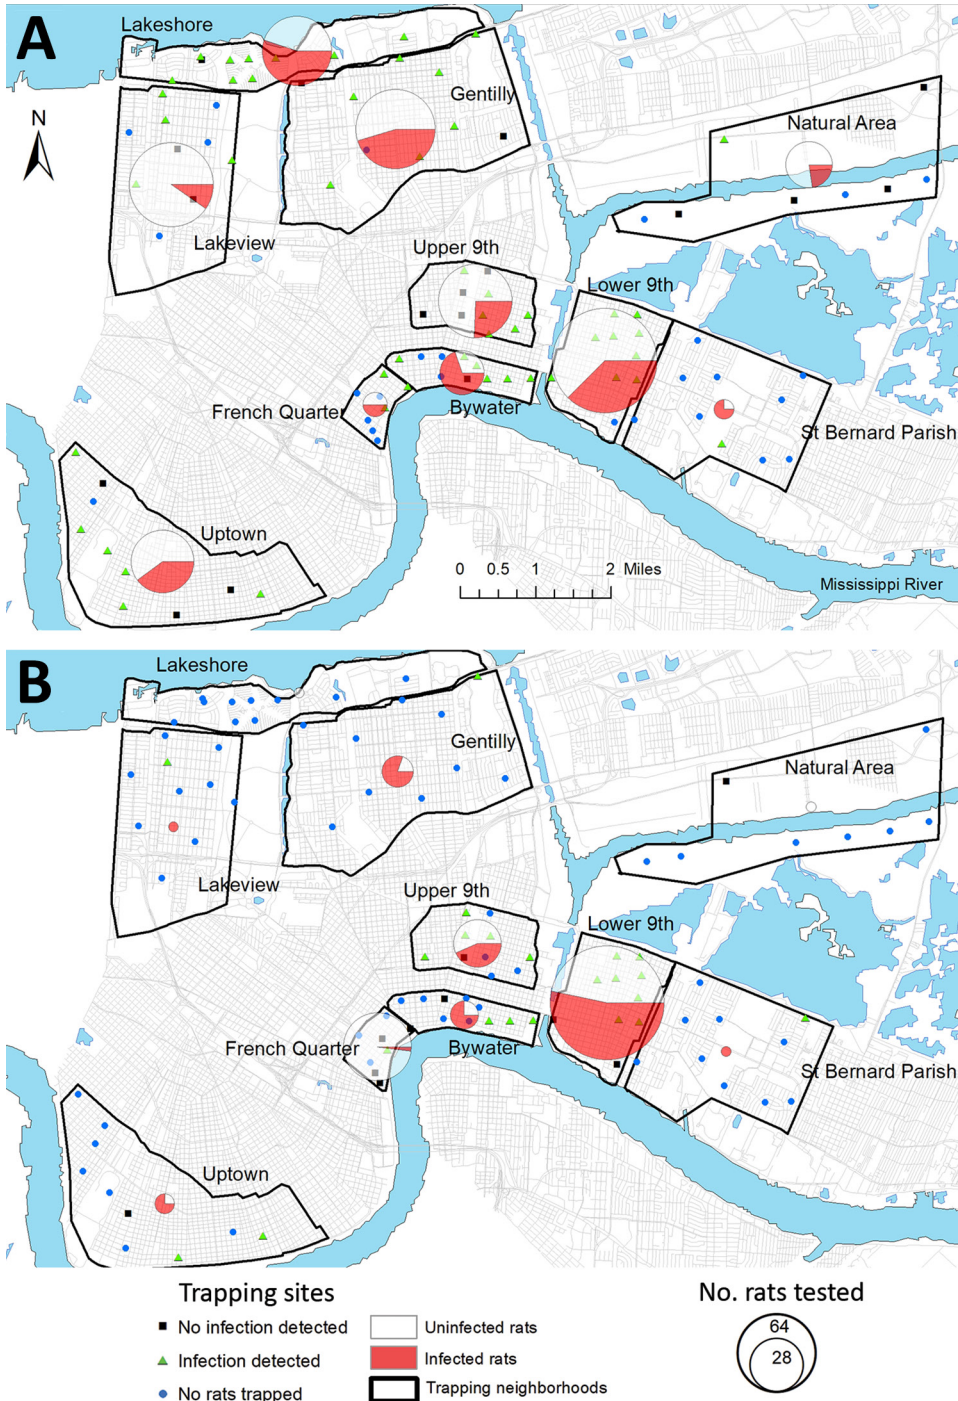 A
Lakeshore
N
Gentilly
Natural Area
Lakeview
Upper 9th
Lower 9th
French Quarter
Bywater
St Bernard Parish
Uptown
0 0.5 1 2 Miles
Mississippi River
B
Lakeshore
Gentilly
Natural Area
Lakeview
Upper 9th
Lower 9th
French Quarter
Bywater
St Bernard Parish
Uptown
Trapping sites
No infection detected
Infection detected
No rats trapped
Uninfected rats
Infected rats
Trapping neighborhoods
No. rats tested
64
28